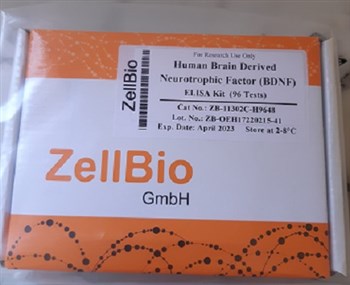 For Research Use Only
Human Brain Derived
Neurotrophic Factor (BDNF)
ELISA Kit (96 Tests)
Cat No.: ZB-11302C-H9648
Lot. No.: ZB-OEH17220215-41
Exp. Date: April 2023 Store at 2-8°C
ZellBio
ZellBio
GmbH